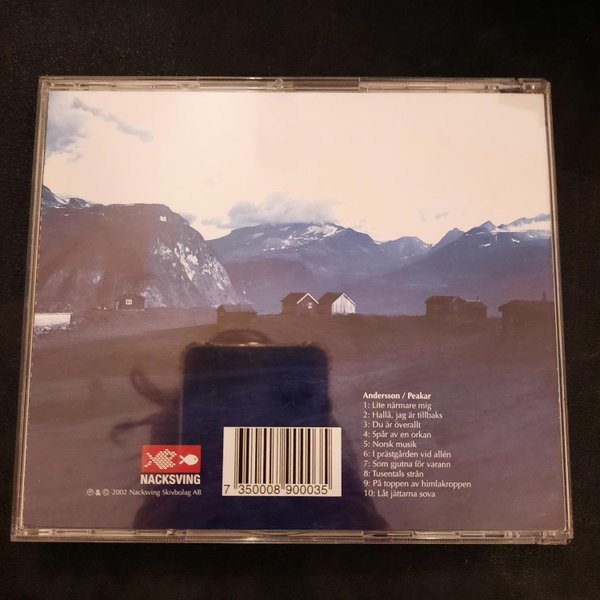 Andersson / Peakar
1: Lite närmare mig
2: Hallå, jag är tillbaks
3: Du är överallt
4: Spår av en orkan
5: Norsk musik
6: I prästgården vid allén
7: Som gjutna för varann
8: Tusentals strån
9: På toppen av himlakroppen
10: Låt jättarna sova
NACKSVING
℗ & © 2002 Nacksving Skivbolag AB
7 350008 900035